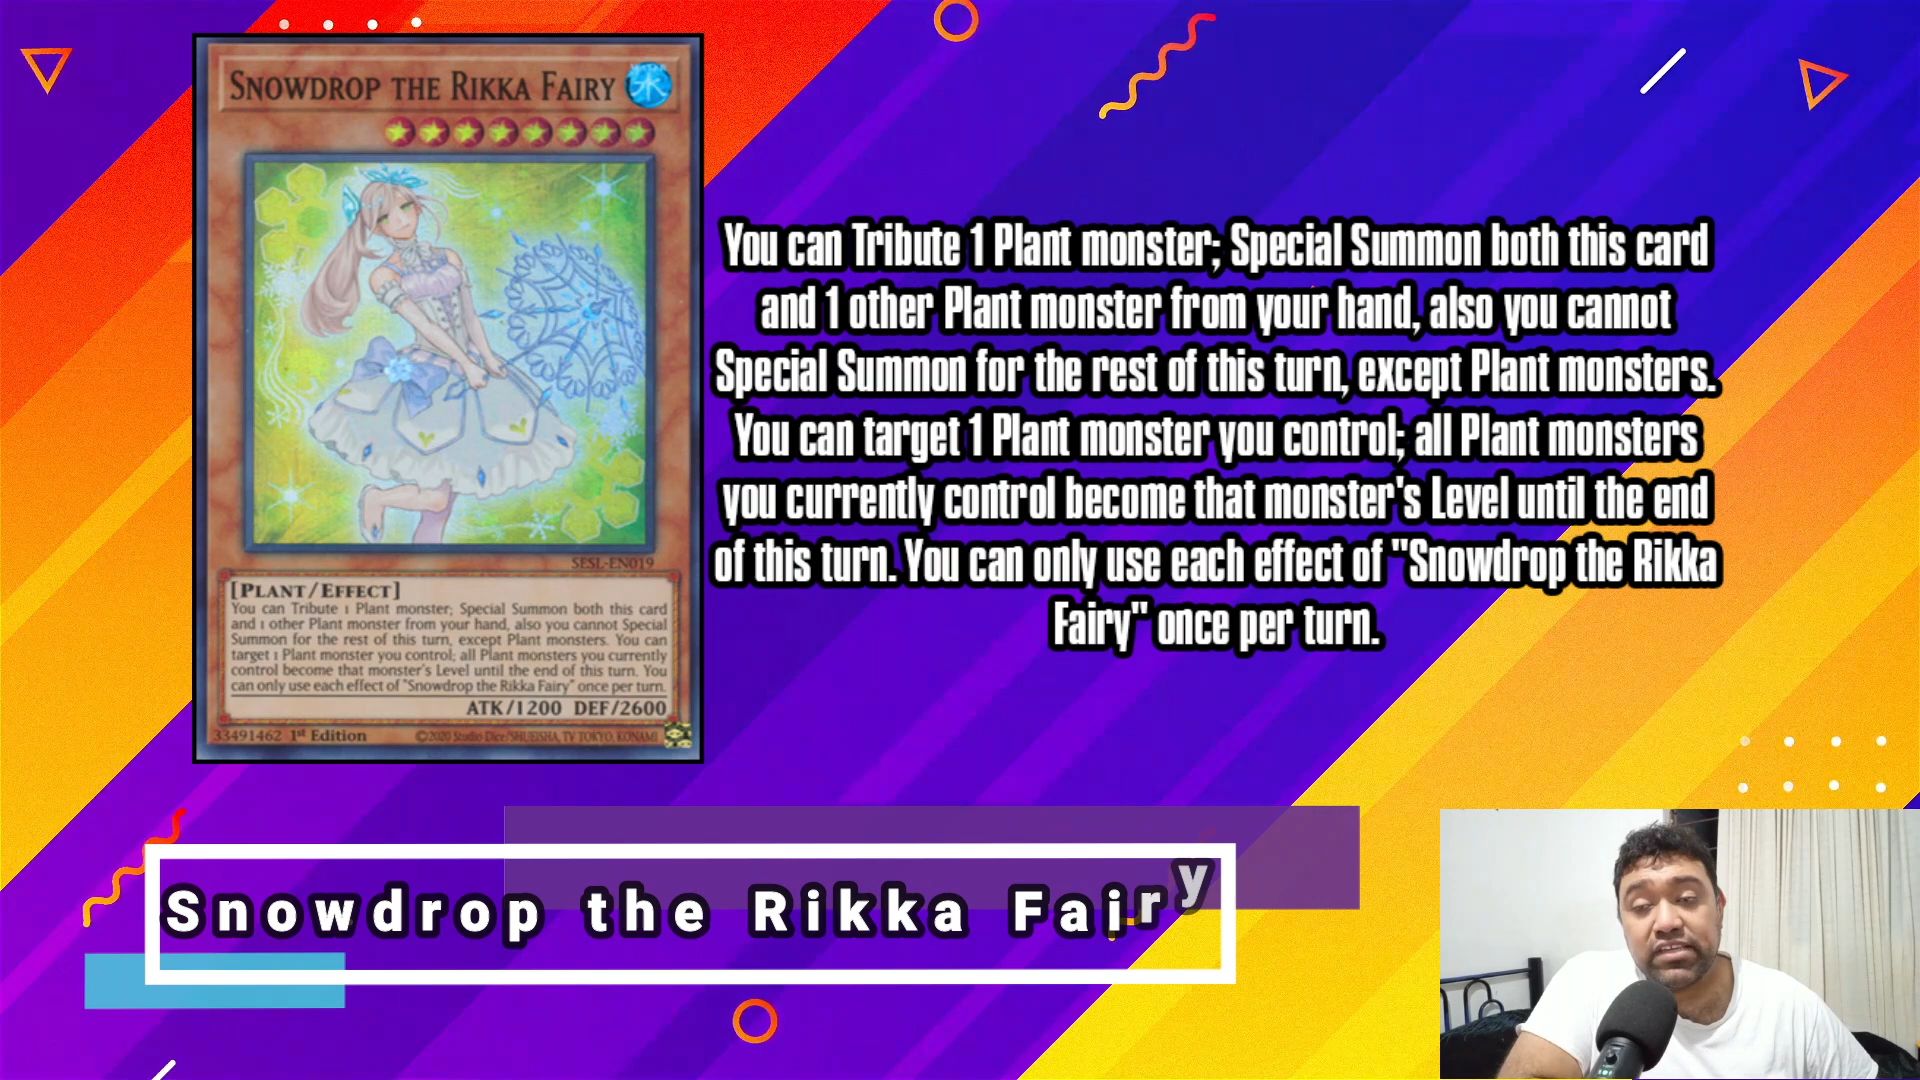 SNOWDROP THE RIKKA FAIRY
水
SESL-EN019
[PLANT/EFFECT]
You can Tribute 1 Plant monster; Special Summon both this card
and 1 other Plant monster from your hand, also you cannot Special
Summon for the rest of this turn, except Plant monsters. You can
target 1 Plant monster you control; all Plant monsters you currently
control become that monster's Level until the end of this turn. You
can only use each effect of "Snowdrop the Rikka Fairy" once per turn.
ATK/1200 DEF/2600
33491462 1st Edition ©2020 Studio Dice/SHUEISHA, TV TOKYO, KONAMI
You can Tribute 1 Plant monster; Special Summon both this card
and 1 other Plant monster from your hand, also you cannot
Special Summon for the rest of this turn, except Plant monsters.
You can target 1 Plant monster you control; all Plant monsters
you currently control become that monster's Level until the end
of this turn. You can only use each effect of "Snowdrop the Rikka
Fairy" once per turn.
Snowdrop the Rikka Fairy